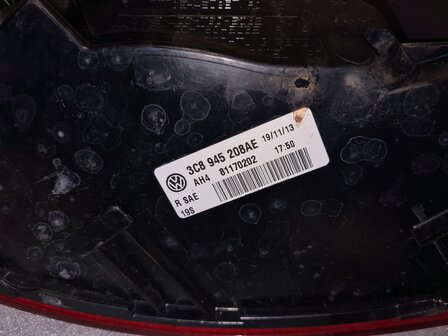 3C8 945 208AE 19/11/13
AH4 81170202 17:50
R SAE
19S